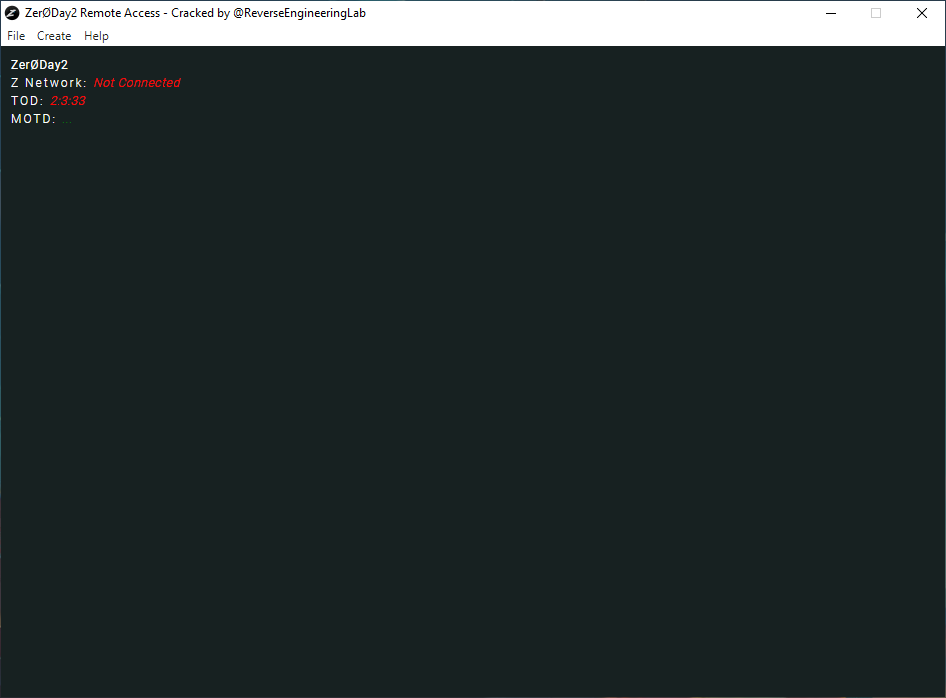 ZerØDay2 Remote Access - Cracked by @ReverseEngineeringLab
File Create Help
ZerØDay2
Z Network: Not Connected
TOD: 2:3:33
MOTD: ...